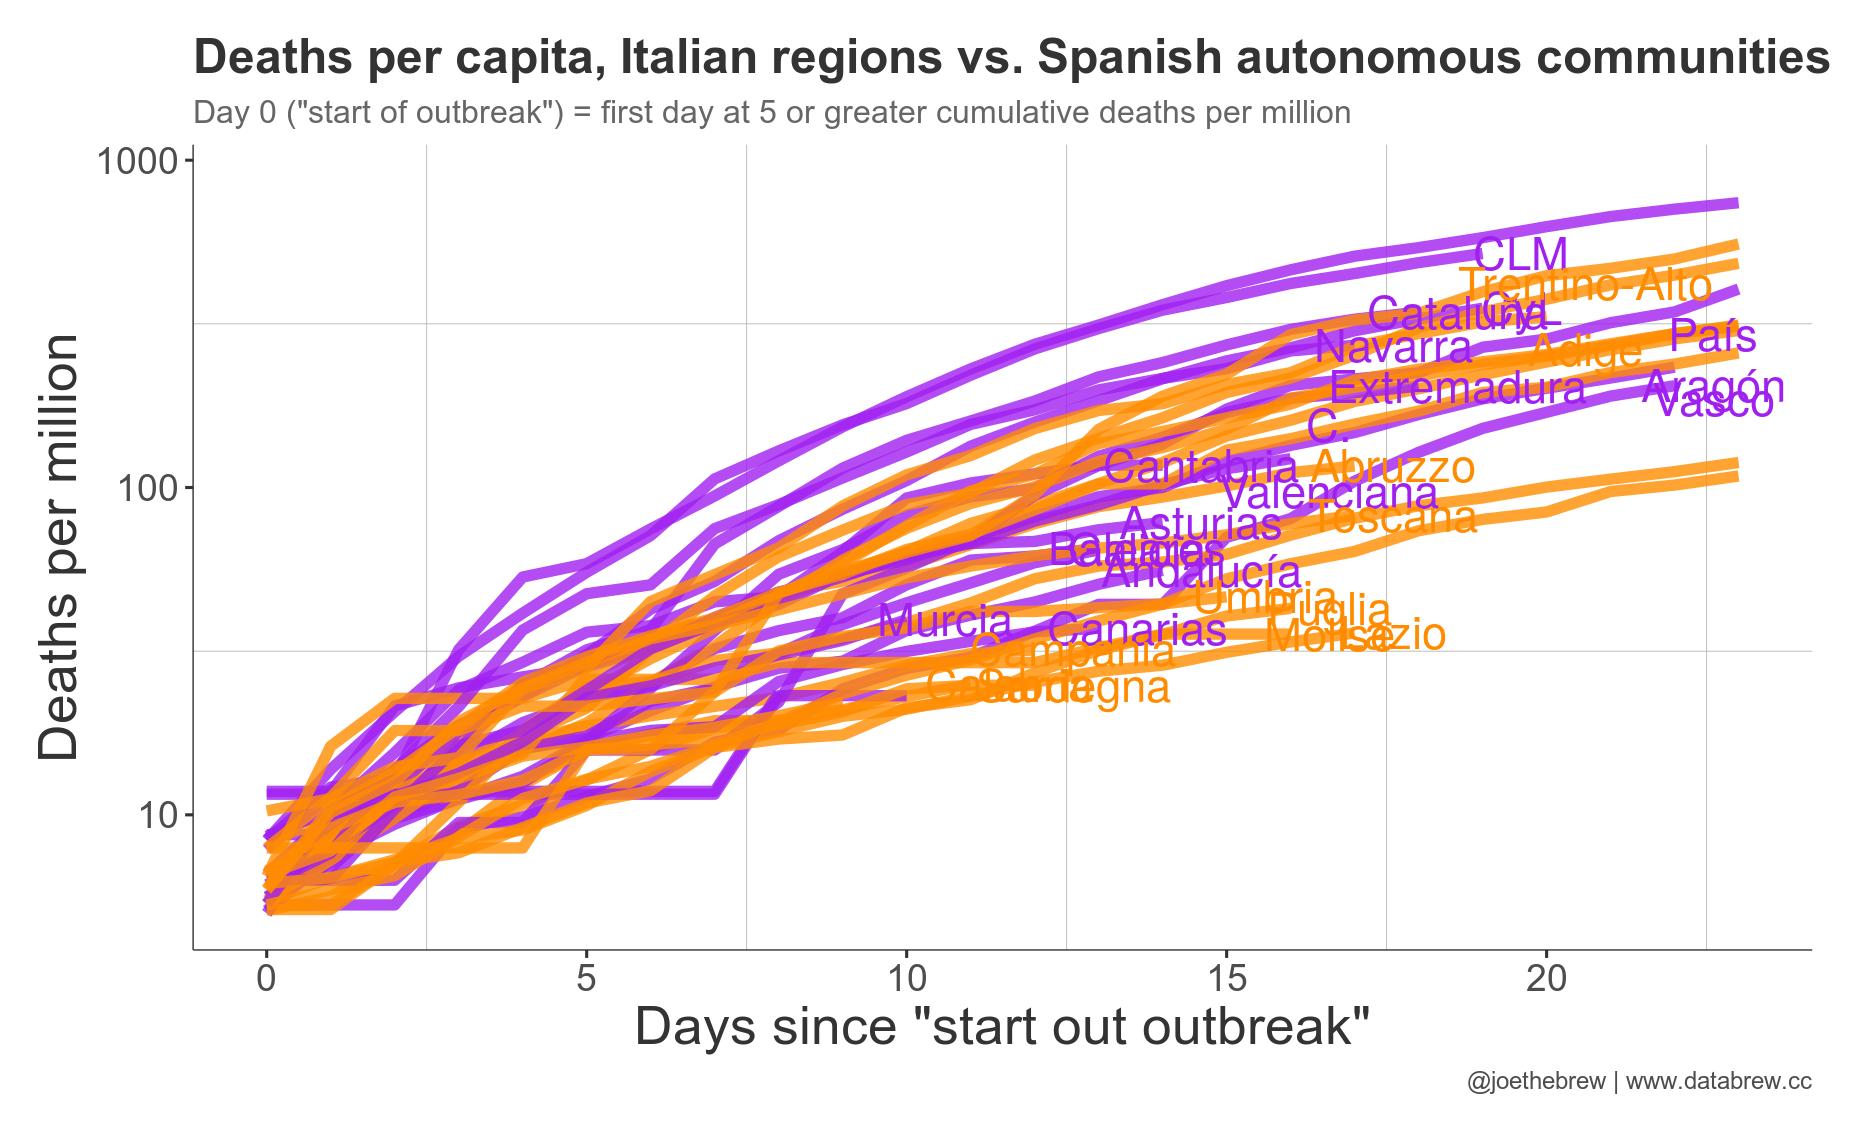 Deaths per capita, Italian regions vs. Spanish autonomous communities
Day 0 ("start of outbreak") = first day at 5 or greater cumulative deaths per million
1000
100
10
Deaths per million
CLM
Trentino-Alto
Cataluña
CyL
País
Navarra
Adige
Extremadura
Aragón
Vasco
C.
Cantabria
Abruzzo
Valenciana
Toscana
Asturias
Andalucía
Umbria
Puglia
Murcia
Canarias
Molise
Lazio
Campania
Sardegna
0
5
10
15
20
Days since "start out outbreak"
@joethebrew | www.databrew.cc